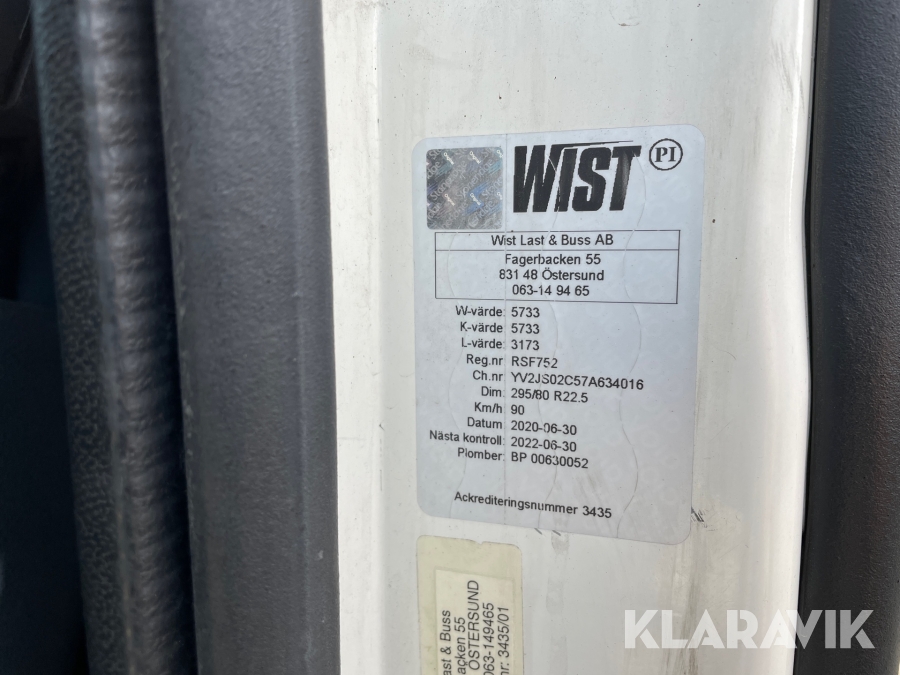 WIST
PI
Wist Last & Buss AB
Fagerbacken 55
831 48 Östersund
063-14 94 65
W-värde: 5733
K-värde: 5733
L-värde: 3173
Reg.nr RSF752
Ch.nr YV2JS02C57A634016
Dim: 295/80 R22.5
Km/h 90
Datum 2020-06-30
Nästa kontroll: 2022-06-30
Plomber: BP 00630052
Ackrediteringsnummer 3435
ast & Buss
acken 55
ÖSTERSUND
063-149465
nr: 3435/01
KLARAVIK